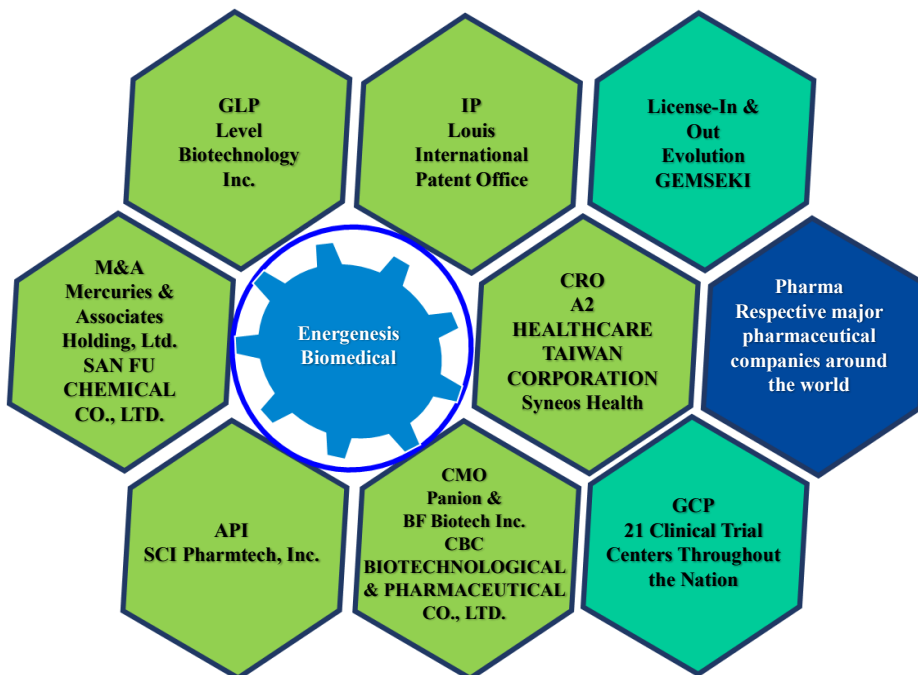 GLP
Level
Biotechnology
Inc.
IP
Louis
International
Patent Office
License-In &
Out
Evolution
GEMSEKI
M&A
Mercuries &
Associates
Holding, Ltd.
SAN FU
CHEMICAL
CO., LTD.
Energenesis
Biomedical
CRO
A2
HEALTHCARE
TAIWAN
CORPORATION
Syneos Health
Pharma
Respective major
pharmaceutical
companies around
the world
API
SCI Pharmtech, Inc.
CMO
Panion &
BF Biotech Inc.
CBC
BIOTECHNOLOGICAL
& PHARMACEUTICAL
CO., LTD.
GCP
21 Clinical Trial
Centers Throughout
the Nation